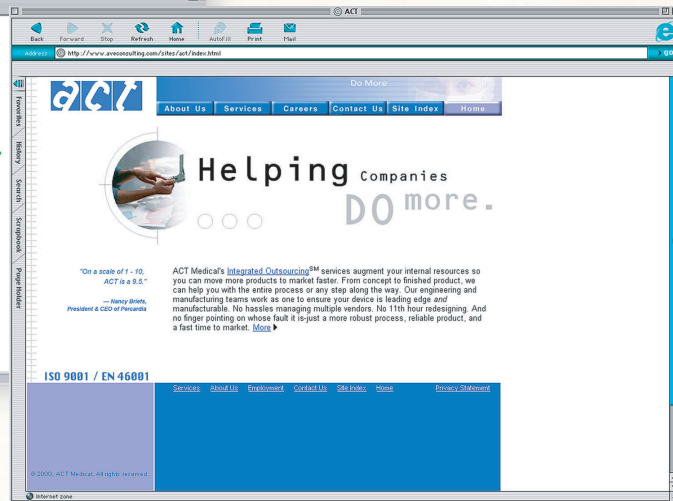 ACT
Back Forward Stop Refresh Home AutoFill Print Mail
Address: http://www.aveconsulting.com/sites/act/index.html
go
Favorites
History
Search
Scrapbook
Page Holder
act
Do More
About Us Services Careers Contact Us Site Index Home
Helping Companies
DO more.
"On a scale of 1 - 10,
ACT is a 9.5."
— Nancy Briefs,
President & CEO of Percardia
ACT Medical's Integrated Outsourcing℠ services augment your internal resources so
you can move more products to market faster. From concept to finished product, we
can help you with the entire process or any step along the way. Our engineering and
manufacturing teams work as one to ensure your device is leading edge and
manufacturable. No hassles managing multiple vendors. No 11th hour redesigning. And
no finger pointing on whose fault it is-just a more robust process, reliable product, and
a fast time to market. More
ISO 9001 / EN 46001
Services About Us Employment Contact Us Site Index Home Privacy Statement
© 2000, ACT Medical, All rights reserved.
Internet zone